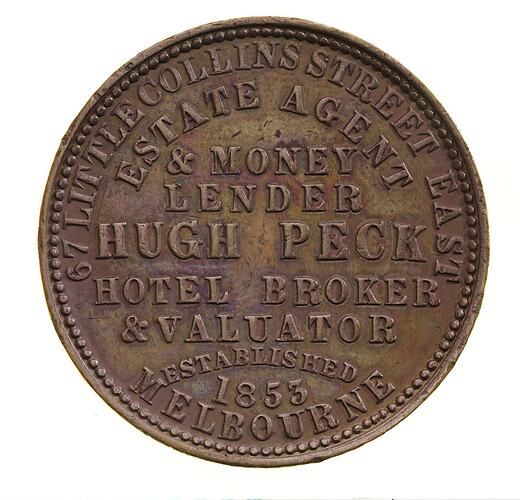 67 LITTLE COLLINS STREET EAST
ESTATE AGENT
& MONEY
LENDER
HUGH PECK
HOTEL BROKER
& VALUATOR
ESTABLISHED
1853
MELBOURNE